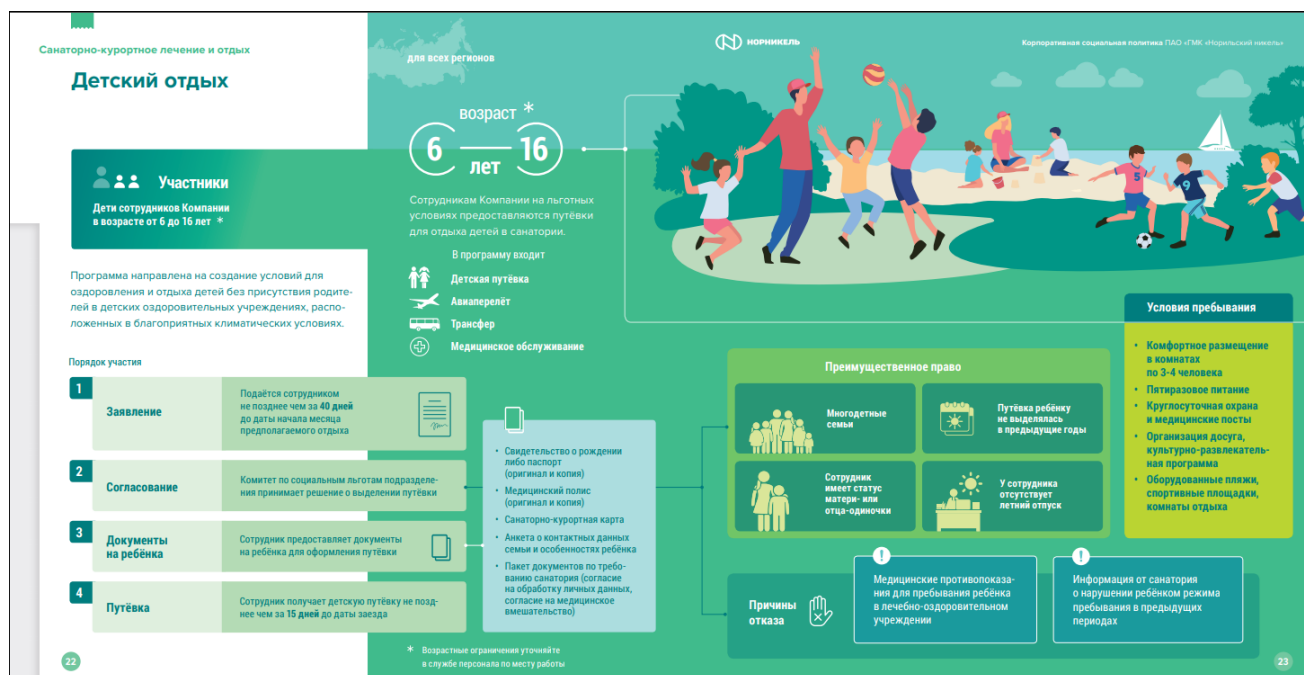 Санаторно-курортное лечение и отдых
Детский отдых
Участники
Дети сотрудников Компании
в возрасте от 6 до 16 лет *
Программа направлена на создание условий для
оздоровления и отдыха детей без присутствия родите-
лей в детских оздоровительных учреждениях, распо-
ложенных в благоприятных климатических условиях.
Порядок участия
1
Заявление
Подаётся сотрудником
не позднее чем за 40 дней
до даты начала месяца
предполагаемого отдыха
2
Согласование
Комитет по социальным льготам подразделе-
ния принимает решение о выделении путёвки
3
Документы
на ребёнка
Сотрудник предоставляет документы
на ребёнка для оформления путёвки
4
Путёвка
Сотрудник получает детскую путёвку не позд-
нее чем за 15 дней до даты заезда
22
для всех регионов
возраст *
6 — 16
лет
Сотрудникам Компании на льготных
условиях предоставляются путёвки
для отдыха детей в санатории.
В программу входит
Детская путёвка
Авиаперелёт
Трансфер
Медицинское обслуживание
• Свидетельство о рождении
либо паспорт
(оригинал и копия)
• Медицинский полис
(оригинал и копия)
• Санаторно-курортная карта
• Анкета о контактных данных
семьи и особенностях ребёнка
• Пакет документов по требо-
ванию санатория (согласие
на обработку личных данных,
согласие на медицинское
вмешательство)
* Возрастные ограничения уточняйте
в службе персонала по месту работы
НОРНИКЕЛЬ
Корпоративная социальная политика ПАО «ГМК «Норильский никель»
5
9
Преимущественное право
Многодетные
семьи
Путёвка ребёнку
не выделялась
в предыдущие годы
Сотрудник
имеет статус
матери- или
отца-одиночки
У сотрудника
отсутствует
летний отпуск
Условия пребывания
• Комфортное размещение
в комнатах
по 3-4 человека
• Пятиразовое питание
• Круглосуточная охрана
и медицинские посты
• Организация досуга,
культурно-развлекатель-
ная программа
• Оборудованные пляжи,
спортивные площадки,
комнаты отдыха
Причины
отказа
!
Медицинские противопоказа-
ния для пребывания ребёнка
в лечебно-оздоровительном
учреждении
!
Информация от санатория
о нарушении ребёнком режима
пребывания в предыдущих
периодах
23